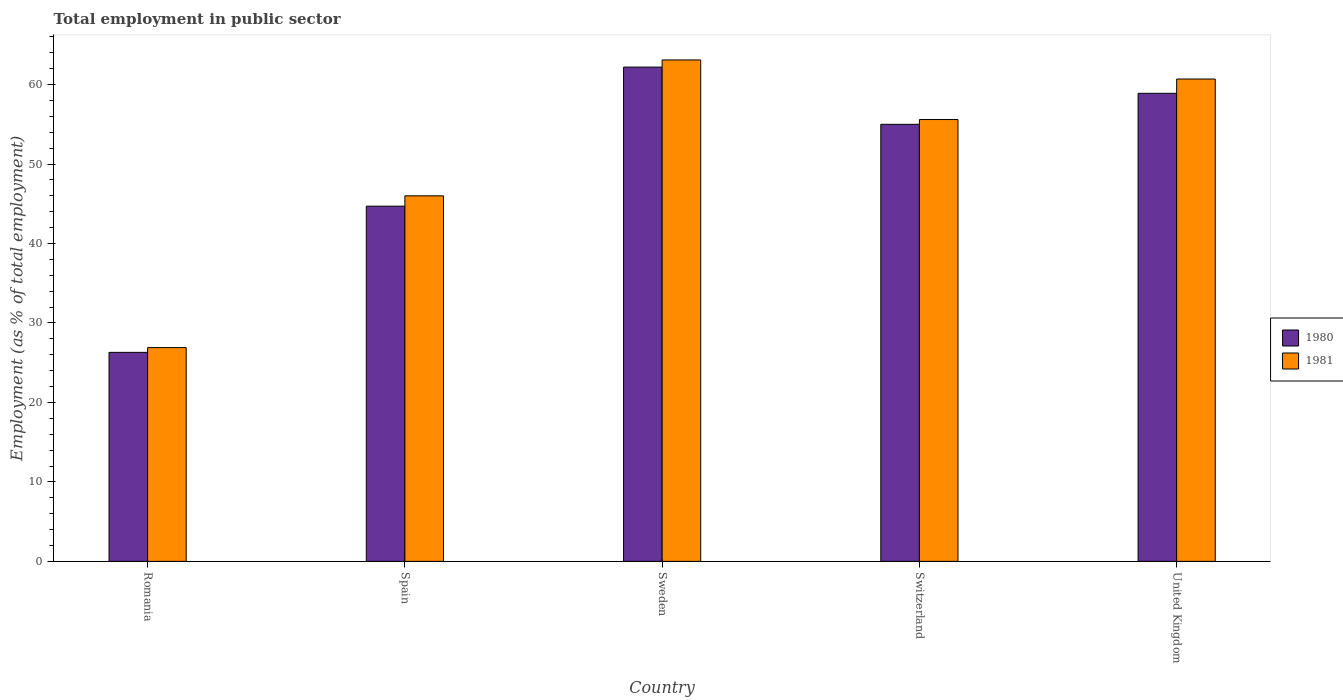 Total employment in public sector
Employment (as % of total employment)
60
50
40
30
20
10
0
Romania
Spain
Sweden
Switzerland
United Kingdom
Country
1980
1981